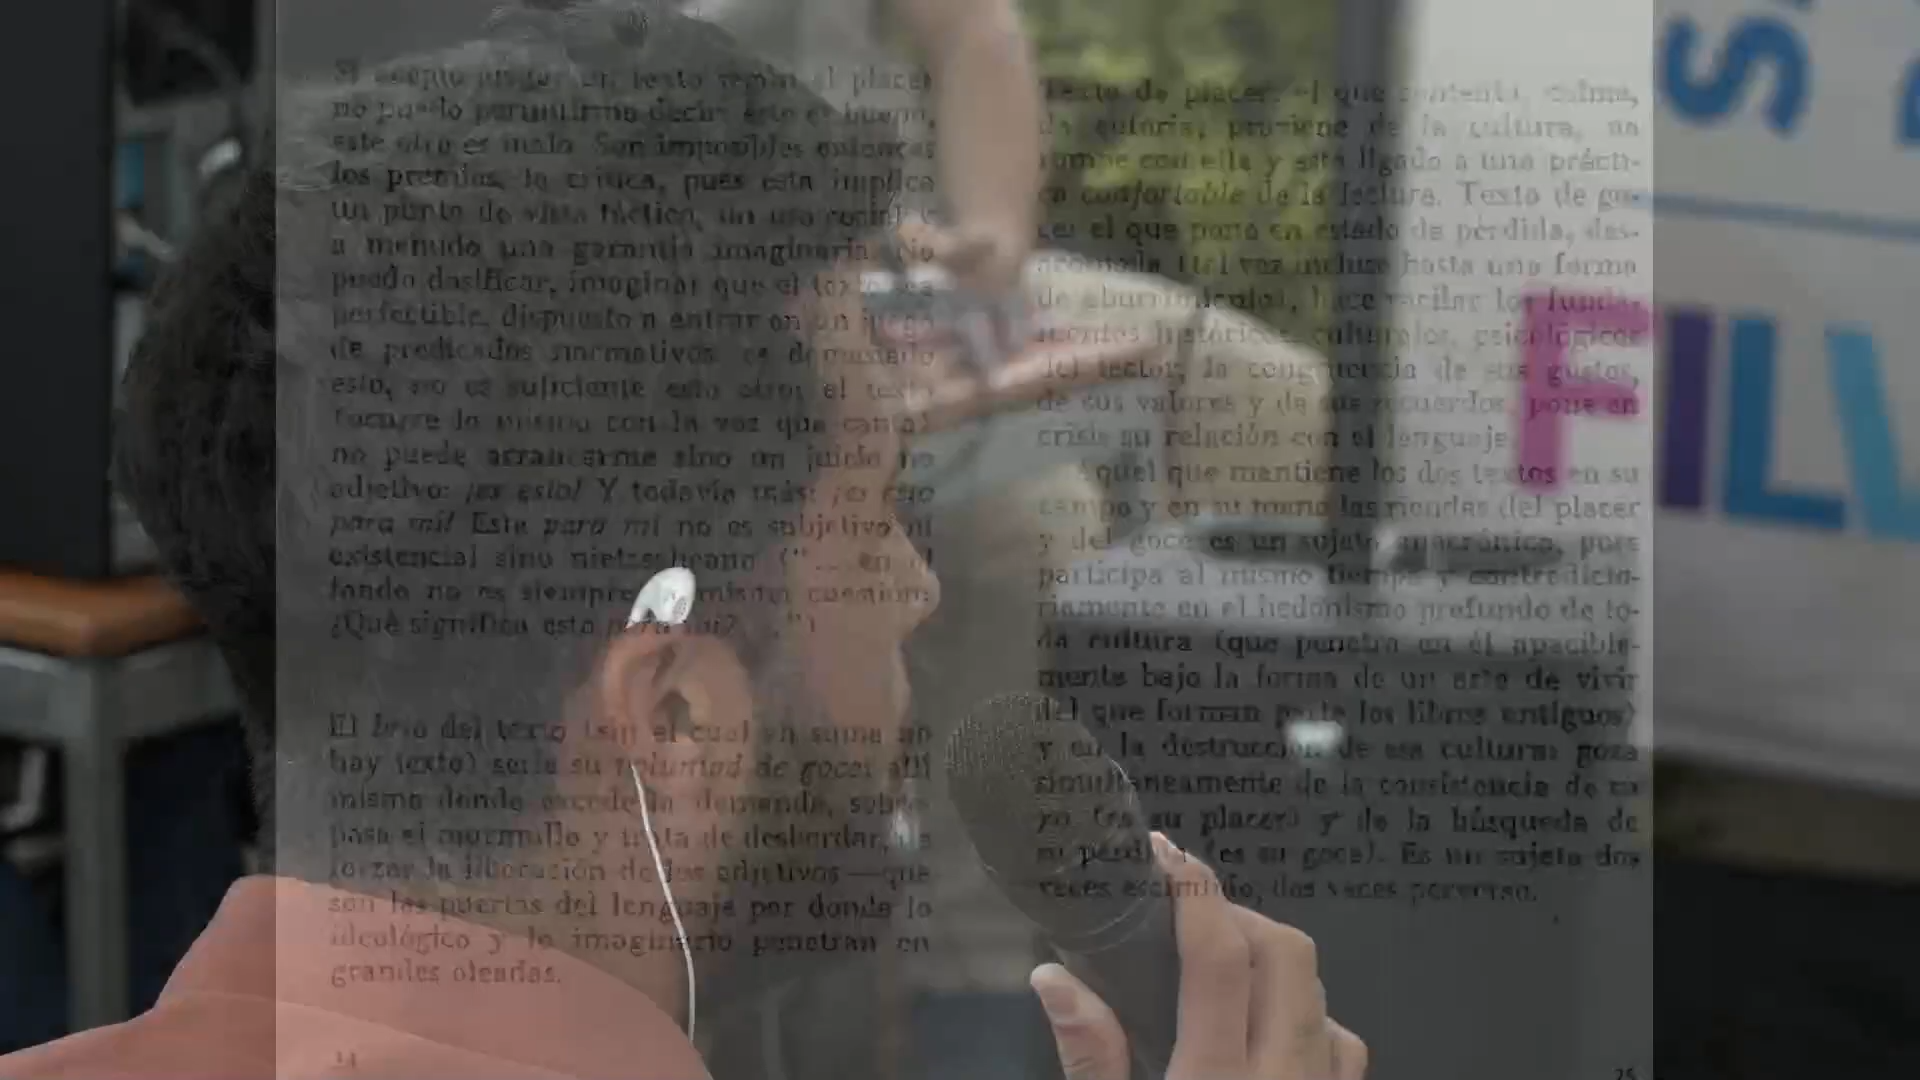 Si acepto juzgar un texto según el placer
no puedo permitirme decir: éste es bueno,
este otro es malo. Son imposibles entonces
los premios, la crítica, pues ésta implica
un punto de vista táctico, un uso social y
a menudo una garantía imaginaria. No
puedo dosificar, imaginar que el texto sea
perfectible, dispuesto a entrar en un juego
de predicados normativos: es demasiado
esto, no es suficiente esto otro; el texto
(ocurre lo mismo con la voz que canta)
no puede arrancarme sino un juicio no
adjetivo: ¡es esto! Y todavía más: ¡es esto
para mí! Este para mí no es subjetivo ni
existencial sino nietzscheano ("... en el
fondo no es siempre la misma cuestión:
¿Qué significa esto para mí?...")
El brío del texto (sin el cual en suma no
hay texto) sería su voluntad de goce: allí
mismo donde excede la demanda, sobre-
pasa el murmullo y trata de desbordar, de
forzar la liberación de los adjetivos —que
son las puertas del lenguaje por donde lo
ideológico y lo imaginario penetran en
grandes oleadas.
Texto de placer: el que contenta, colma,
da euforia; proviene de la cultura, no
rompe con ella y está ligado a una prácti-
ca confortable de la lectura. Texto de go-
ce: el que pone en estado de pérdida, des-
acomoda (tal vez incluso hasta una forma
de aburrimiento), hace vacilar los funda-
mentos históricos, culturales, psicológicos
del lector, la congruencia de sus gustos,
de sus valores y de sus recuerdos, pone en
crisis su relación con el lenguaje.
Aquel que mantiene los dos textos en su
campo y en su mano las riendas del placer
y del goce es un sujeto anacrónico, pues
participa al mismo tiempo y contradicto-
riamente en el hedonismo profundo de to-
da cultura (que penetra en él apacible-
mente bajo la forma de un arte de vivir
del que forman parte los libros antiguos)
y en la destrucción de esa cultura: goza
simultáneamente de la consistencia de su
yo (es su placer) y de la búsqueda de
su pérdida (es su goce). Es un sujeto dos
veces escindido, dos veces perverso.
25
FILV